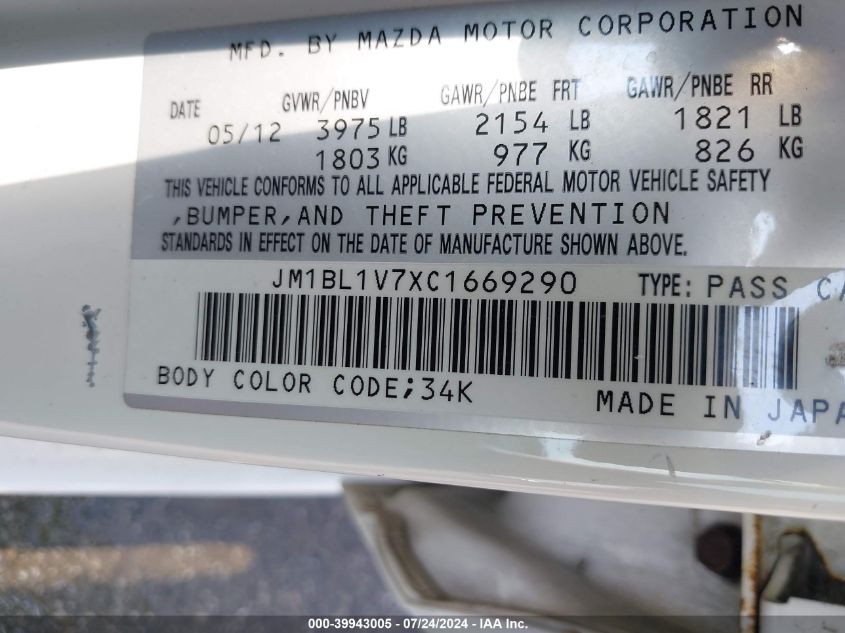 MFD. BY MAZDA MOTOR CORPORATION
DATE GVWR/PNBV GAWR/PNBE FRT GAWR/PNBE RR
05/12 3975 LB 2154 LB 1821 LB
1803 KG 977 KG 826 KG
THIS VEHICLE CONFORMS TO ALL APPLICABLE FEDERAL MOTOR VEHICLE SAFETY
,BUMPER,AND THEFT PREVENTION
STANDARDS IN EFFECT ON THE DATE OF MANUFACTURE SHOWN ABOVE.
JM1BL1V7XC1669290 TYPE: PASS CA
BODY COLOR CODE;34K
MADE IN JAPA
000-39943005 - 07/24/2024 - IAA Inc.